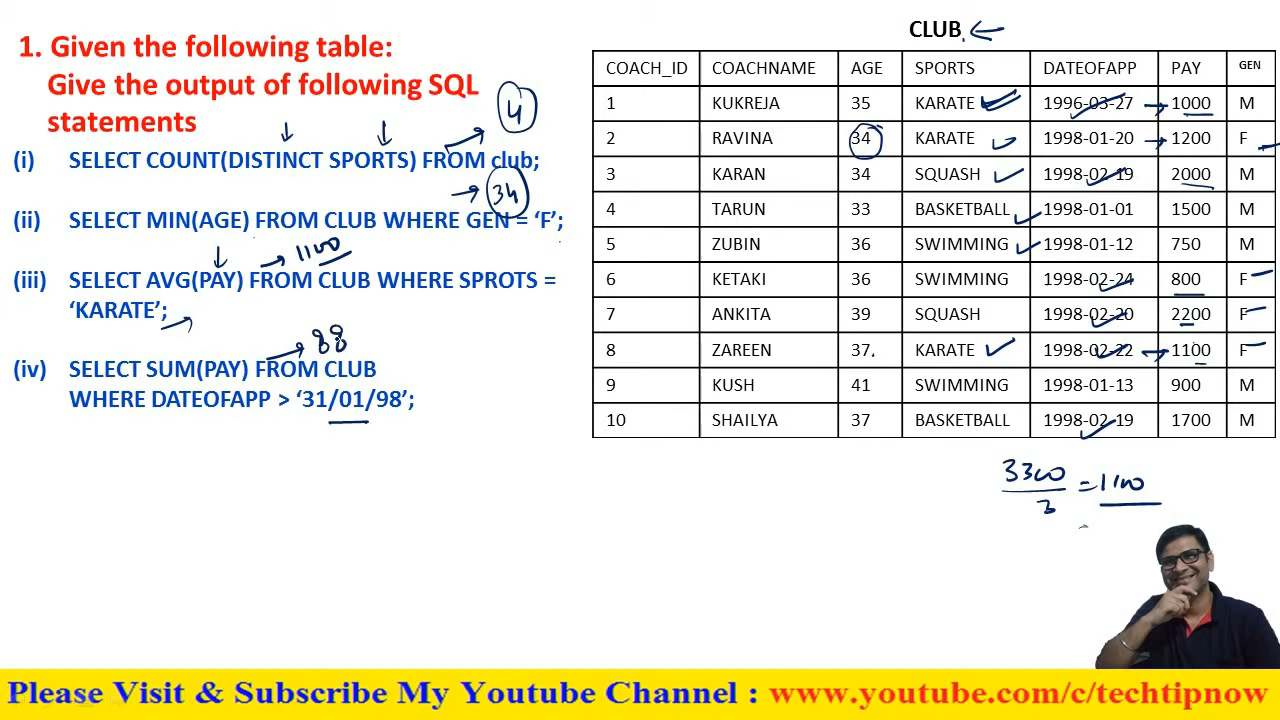 1. Given the following table:
Give the output of following SQL
statements
4
(i) SELECT COUNT(DISTINCT SPORTS) FROM club;
34
(ii) SELECT MIN(AGE) FROM CLUB WHERE GEN = ‘F’;
1100
(iii) SELECT AVG(PAY) FROM CLUB WHERE SPROTS =
‘KARATE’;
88
(iv) SELECT SUM(PAY) FROM CLUB
WHERE DATEOFAPP > ‘31/01/98’;
CLUB
COACH_ID COACHNAME AGE SPORTS DATEOFAPP PAY GEN
1 KUKREJA 35 KARATE 1996-03-27 1000 M
2 RAVINA 34 KARATE 1998-01-20 1200 F
3 KARAN 34 SQUASH 1998-02-19 2000 M
4 TARUN 33 BASKETBALL 1998-01-01 1500 M
5 ZUBIN 36 SWIMMING 1998-01-12 750 M
6 KETAKI 36 SWIMMING 1998-02-24 800 F
7 ANKITA 39 SQUASH 1998-02-20 2200 F
8 ZAREEN 37 KARATE 1998-02-22 1100 F
9 KUSH 41 SWIMMING 1998-01-13 900 M
10 SHAILYA 37 BASKETBALL 1998-02-19 1700 M
3300
3
=1100
Please Visit & Subscribe My Youtube Channel : www.youtube.com/c/techtipnow